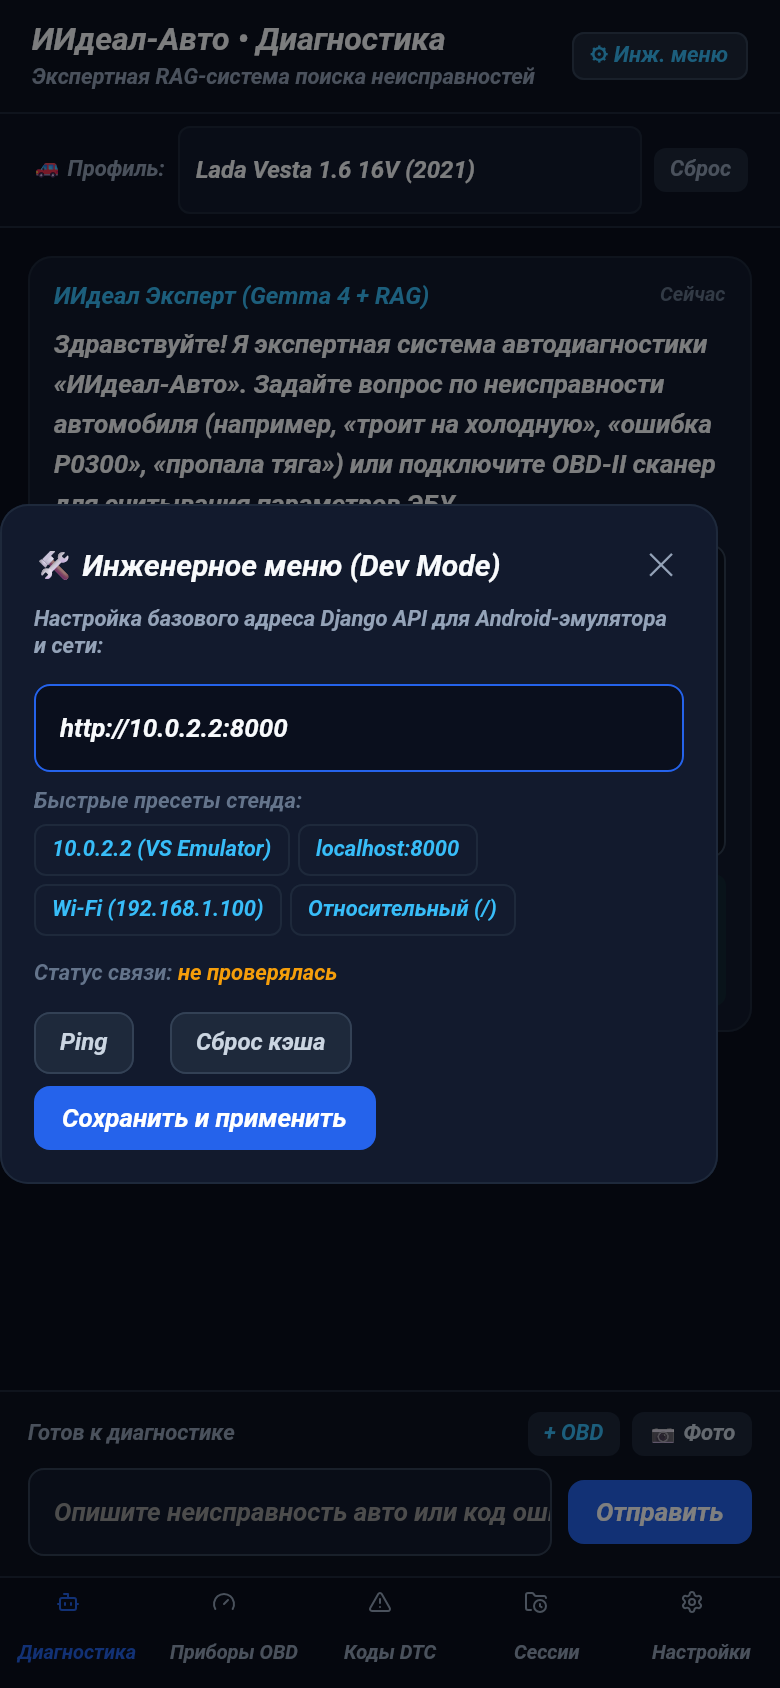 ИИдеал-Авто • Диагностика
Экспертная RAG-система поиска неисправностей
Инж. меню
Профиль:
Lada Vesta 1.6 16V (2021)
Сброс
ИИдеал Эксперт (Gemma 4 + RAG)
Сейчас
Здравствуйте! Я экспертная система автодиагностики
«ИИдеал-Авто». Задайте вопрос по неисправности
автомобиля (например, «троит на холодную», «ошибка
P0300», «пропала тяга») или подключите OBD-II сканер
для считывания параметров ЭБУ
Инженерное меню (Dev Mode)
Настройка базового адреса Django API для Android-эмулятора
и сети:
http://10.0.2.2:8000
Быстрые пресеты стенда:
10.0.2.2 (VS Emulator)
localhost:8000
Wi-Fi (192.168.1.100)
Относительный (/)
Статус связи: не проверялась
Ping
Сброс кэша
Сохранить и применить
Готов к диагностике
+ OBD
Фото
Опишите неисправность авто или код ош
Отправить
Диагностика
Приборы OBD
Коды DTC
Сессии
Настройки